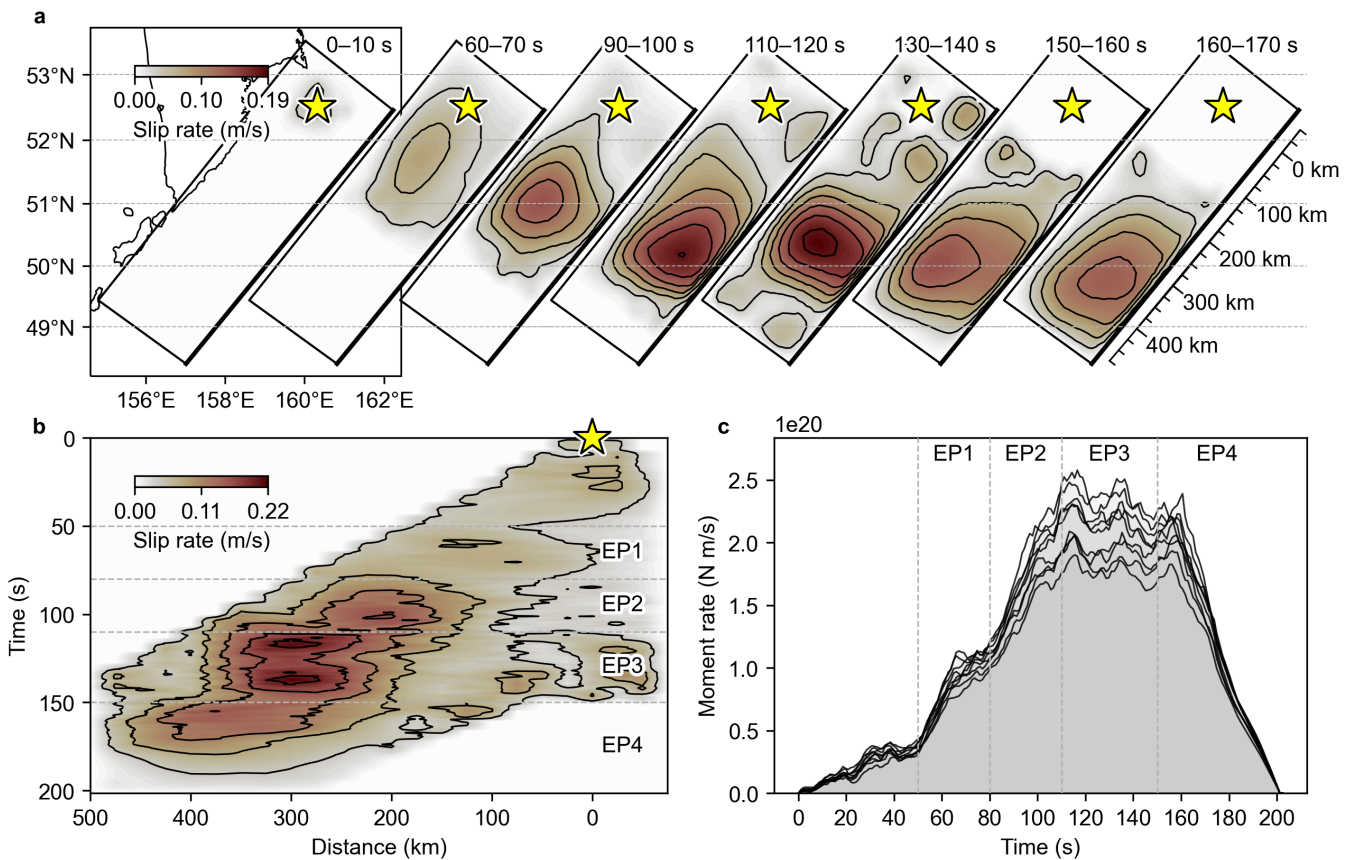 a
0–10 s 60–70 s 90–100 s 110–120 s 130–140 s 150–160 s 160-170 s
53°N
52°N
51°N
50°N
49°N
0.00 0.10 0.19
Slip rate (m/s)
0 km
100 km
200 km
300 km
400 km
156°E 158°E 160°E 162°E
b
0
50
100
150
200
Time (s)
0.00 0.11 0.22
Slip rate (m/s)
EP1
EP2
EP3
EP4
500 400 300 200 100 0
Distance (km)
c
1e20
EP1 EP2 EP3 EP4
2.5
2.0
1.5
1.0
0.5
0.0
Moment rate (N m/s)
0 20 40 60 80 100 120 140 160 180 200
Time (s)